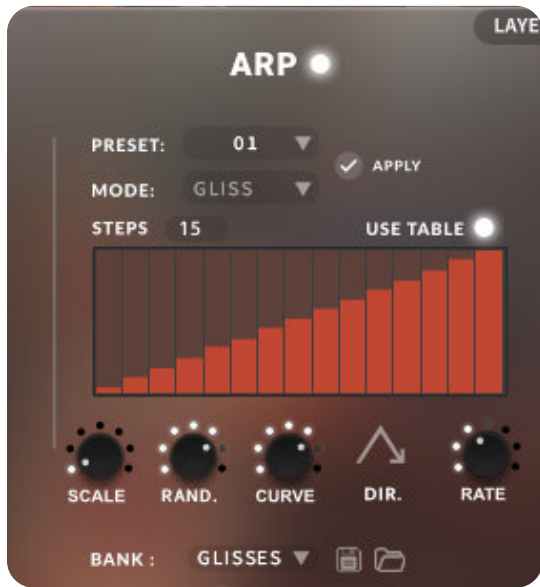 LAYE
ARP
PRESET: 01
APPLY
MODE: GLISS
STEPS 15 USE TABLE
SCALE RAND. CURVE DIR. RATE
BANK : GLISSES